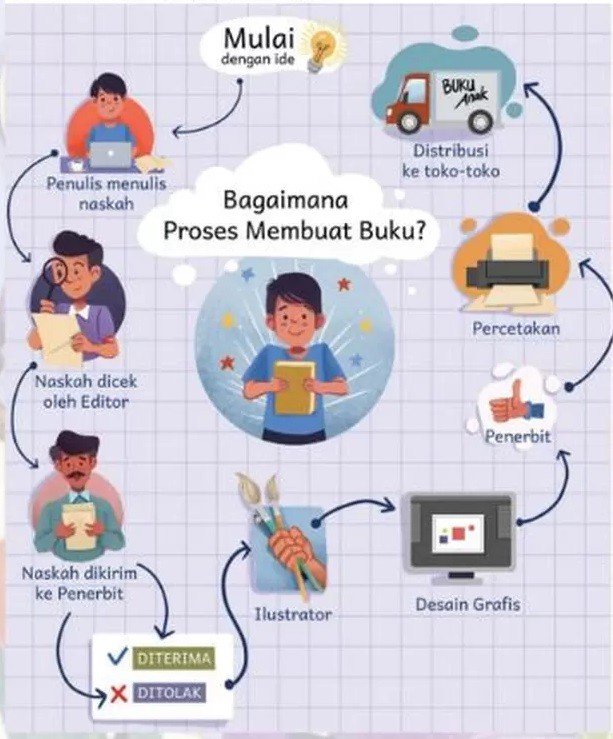 Mulai
dengan ide
Penulis menulis
naskah
Bagaimana
Proses Membuat Buku?
Naskah dicek
oleh Editor
Naskah dikirim
ke Penerbit
DITERIMA
DITOLAK
Ilustrator
Desain Grafis
Penerbit
Percetakan
Distribusi
ke toko-toko
BUKU
Anak